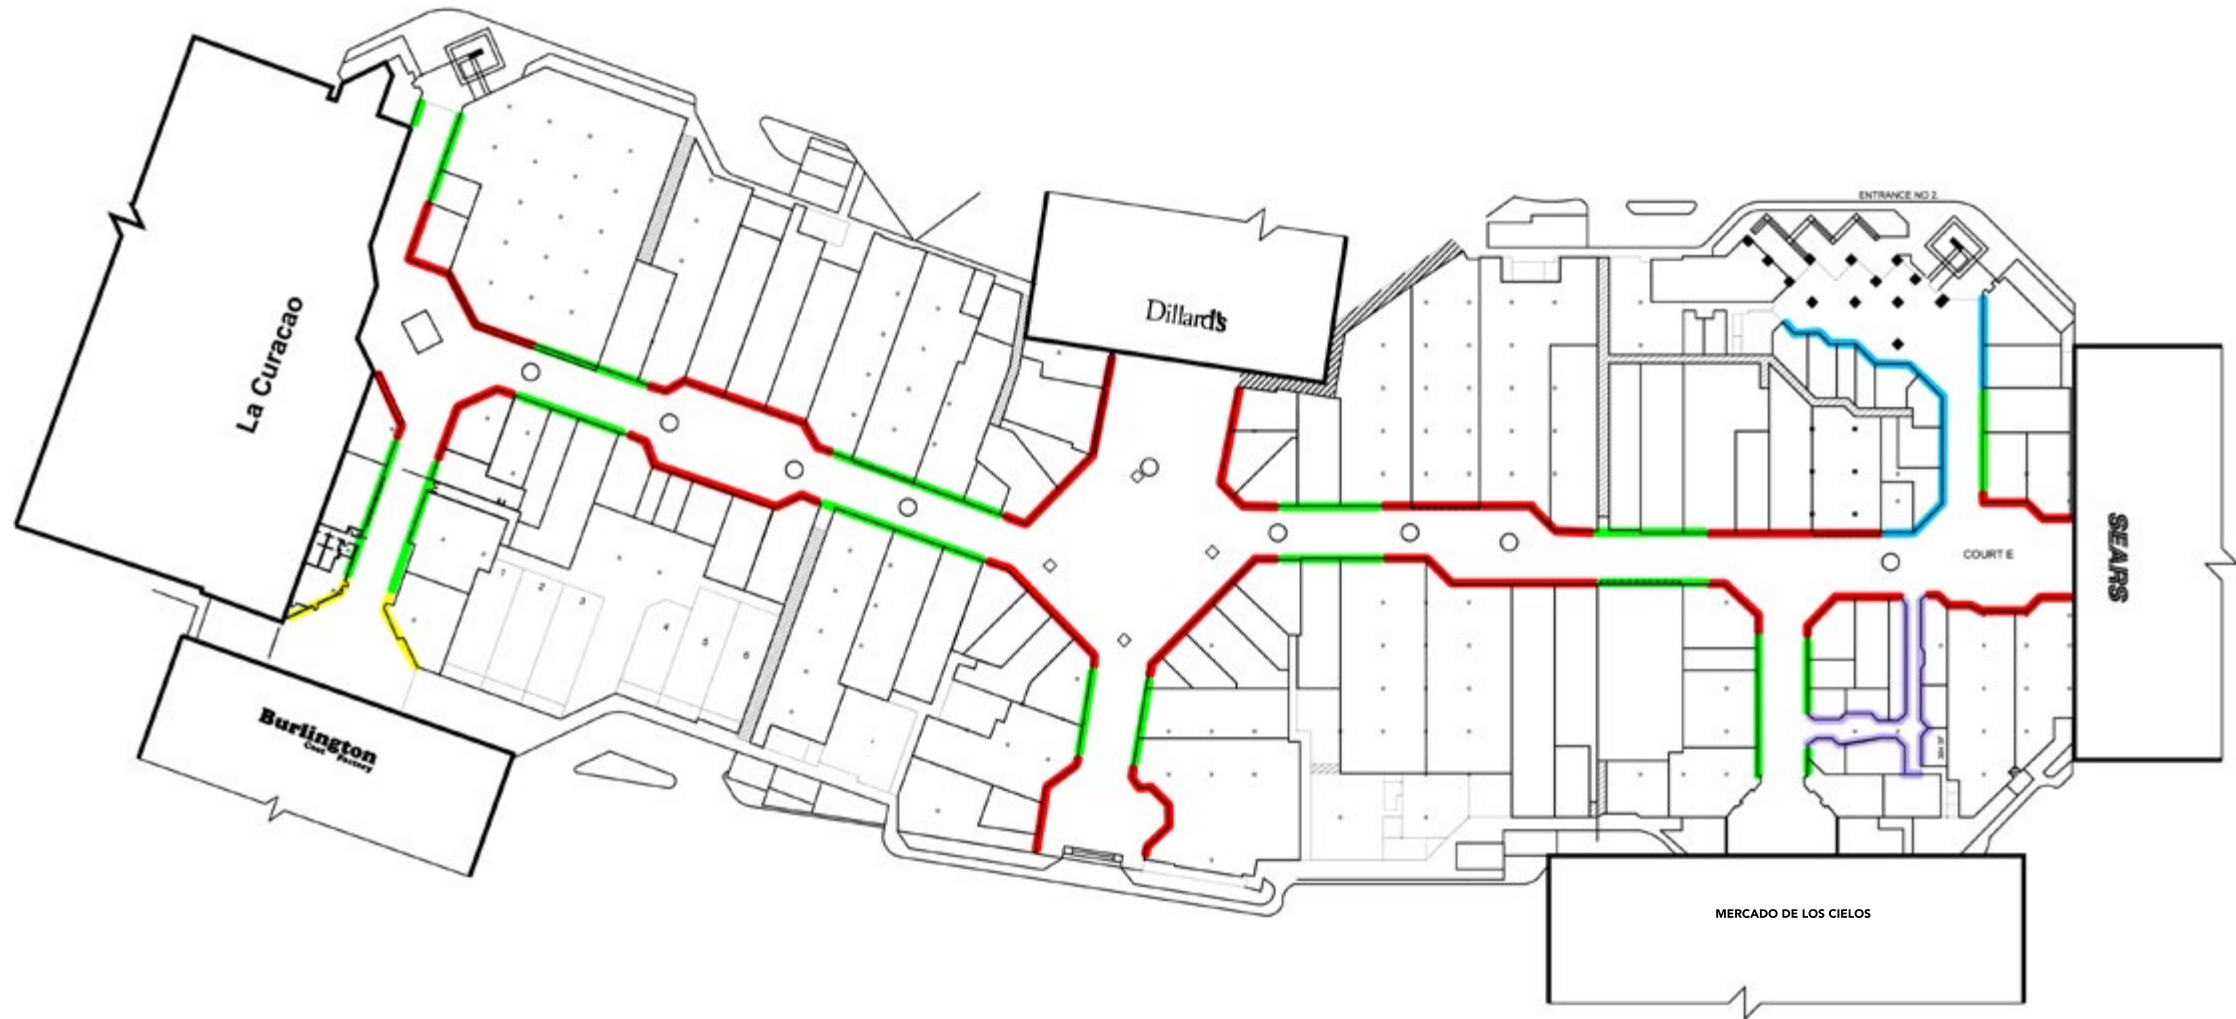 ENTRANCE NO 2.
La Curacao
Dillard's
SEARS
COURT E
1
2
3
4
5
6
Burlington
Coat
Factory
MERCADO DE LOS CIELOS